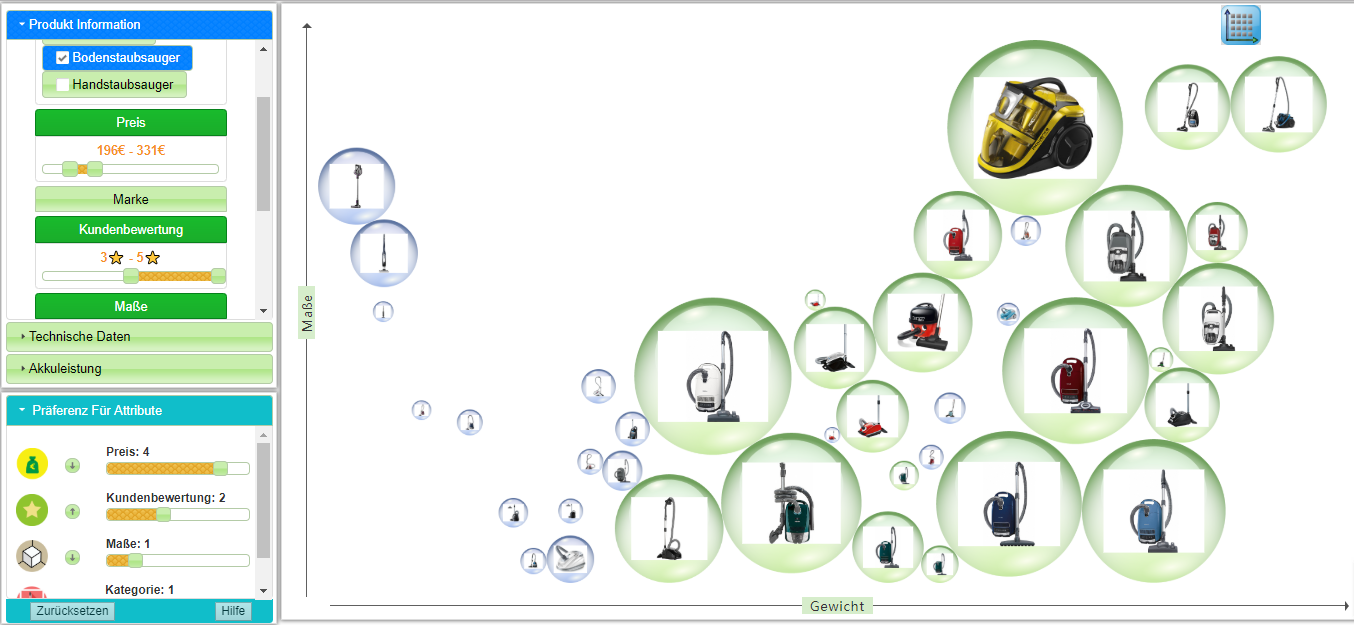 Produkt Information
Bodenstaubsauger
Handstaubsauger
Preis
196€ - 331€
Marke
Kundenbewertung
3 - 5
Maße
Technische Daten
Akkuleistung
Präferenz Für Attribute
Preis: 4
Kundenbewertung: 2
Maße: 1
Kategorie: 1
Zurücksetzen
Hilfe
Maße
Gewicht